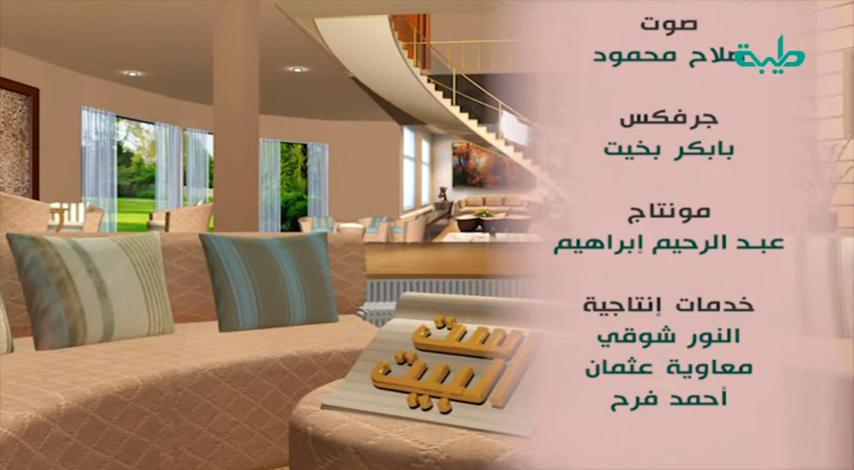 صوت
صلاح محمود
طيبة
جرفكس
بابكر بخيت
مونتاج
عبد الرحيم إبراهيم
خدمات إنتاجية
النور شوقي
معاوية عثمان
أحمد فرح
ست
البيت